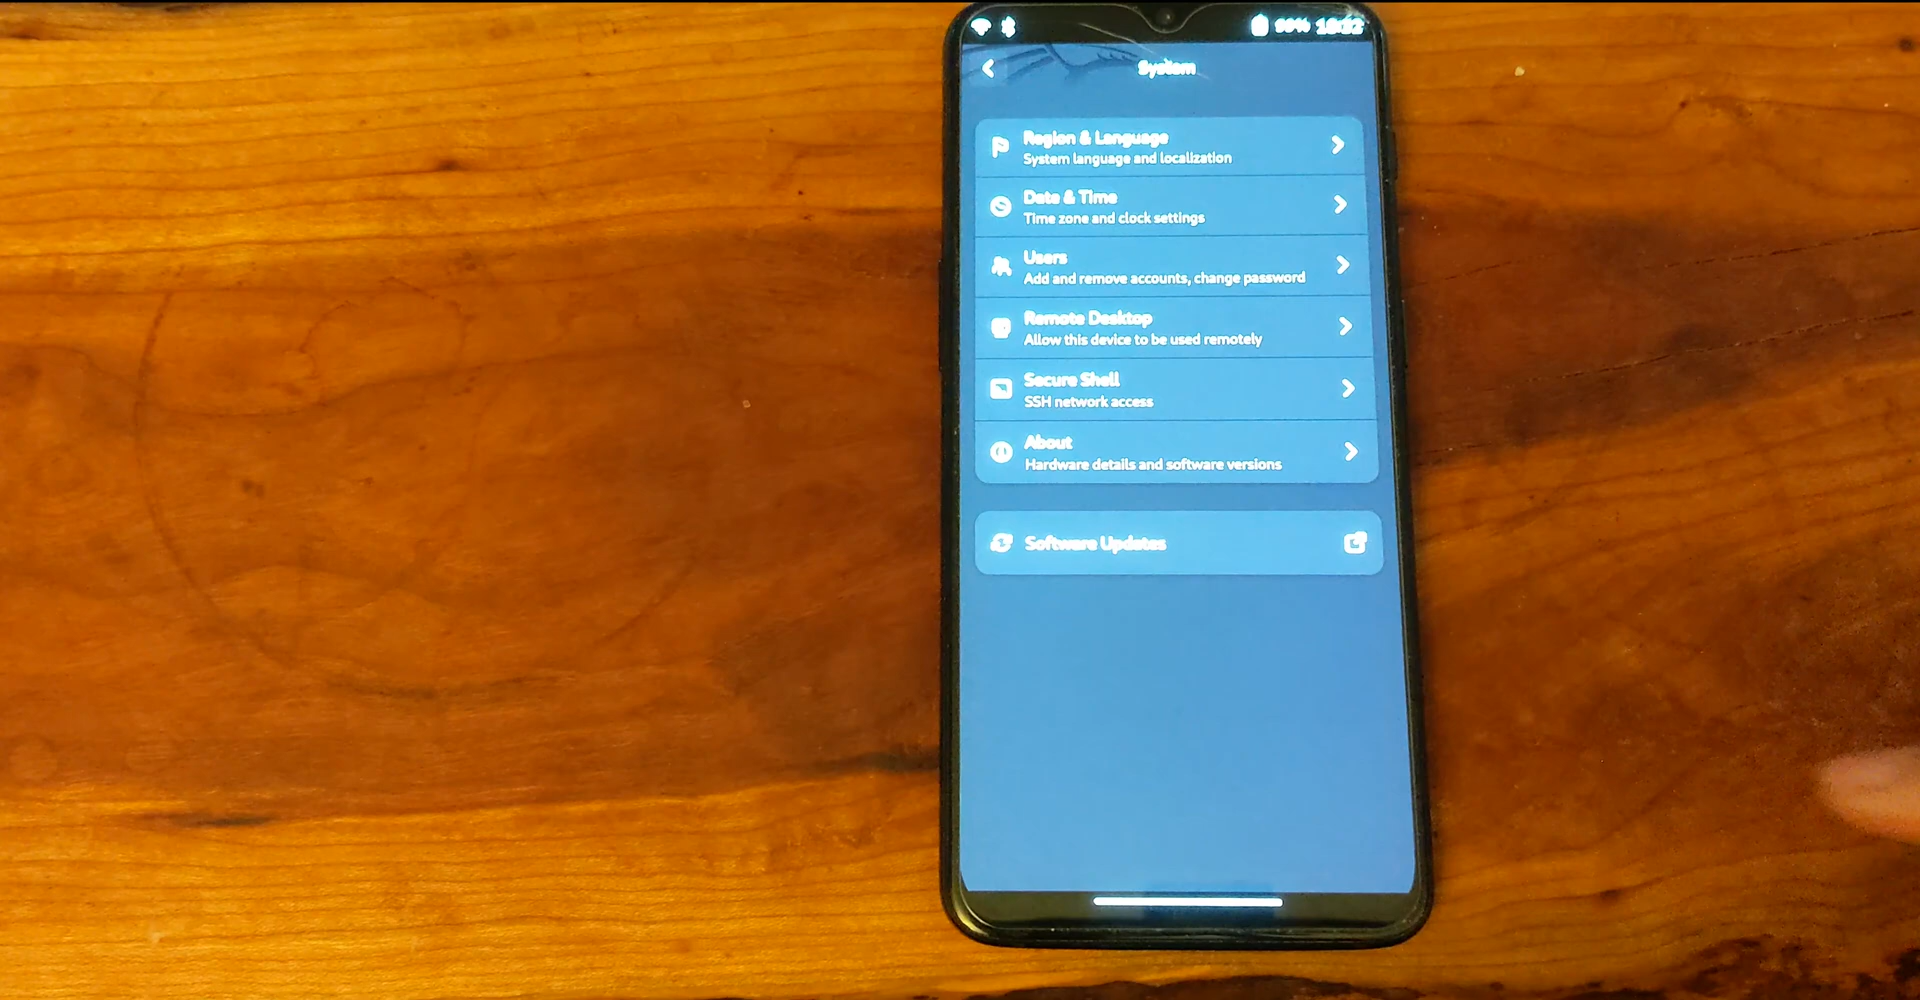 System
Region & Language
System language and localization
Date & Time
Time zone and clock settings
Users
Add and remove accounts, change password
Remote Desktop
Allow this device to be used remotely
Secure Shell
SSH network access
About
Hardware details and software versions
Software Updates